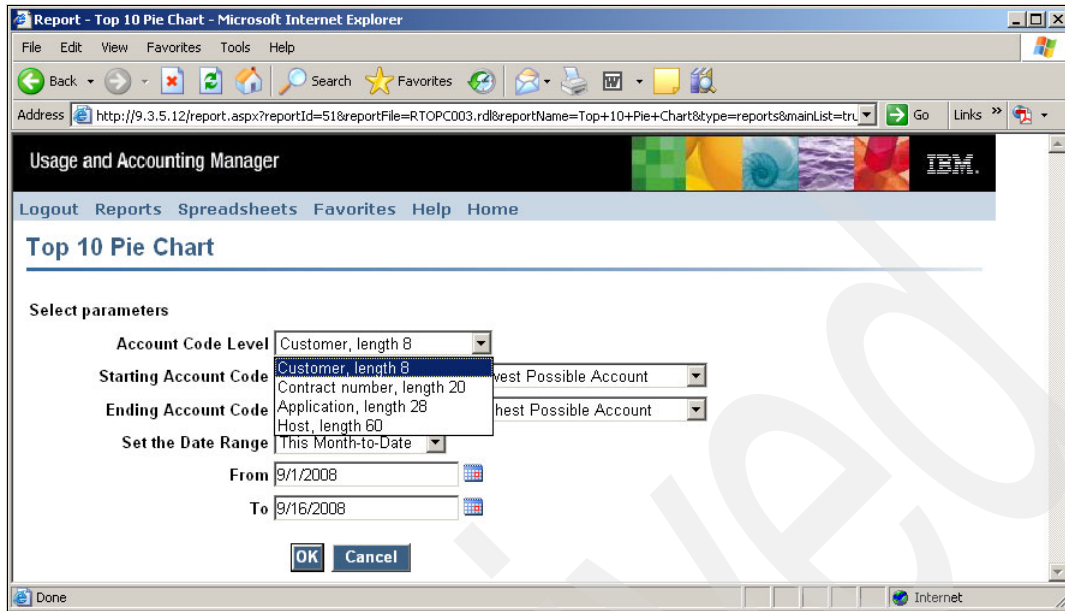 Report - Top 10 Pie Chart - Microsoft Internet Explorer
File Edit View Favorites Tools Help
Back Search Favorites
Address http://9.3.5.12/report.aspx?reportId=51&reportFile=RTOPC003.rdl&reportName=Top+10+Pie+Chart&type=reports&mainList=tru Go Links »
Usage and Accounting Manager IBM.
Logout Reports Spreadsheets Favorites Help Home
Top 10 Pie Chart
Select parameters
Account Code Level Customer, length 8
Customer, length 8
Starting Account Code west Possible Account
Contract number, length 20
Application, length 28
Ending Account Code hest Possible Account
Host, length 60
Set the Date Range This Month-to-Date
From 9/1/2008
To 9/16/2008
OK Cancel
Done Internet